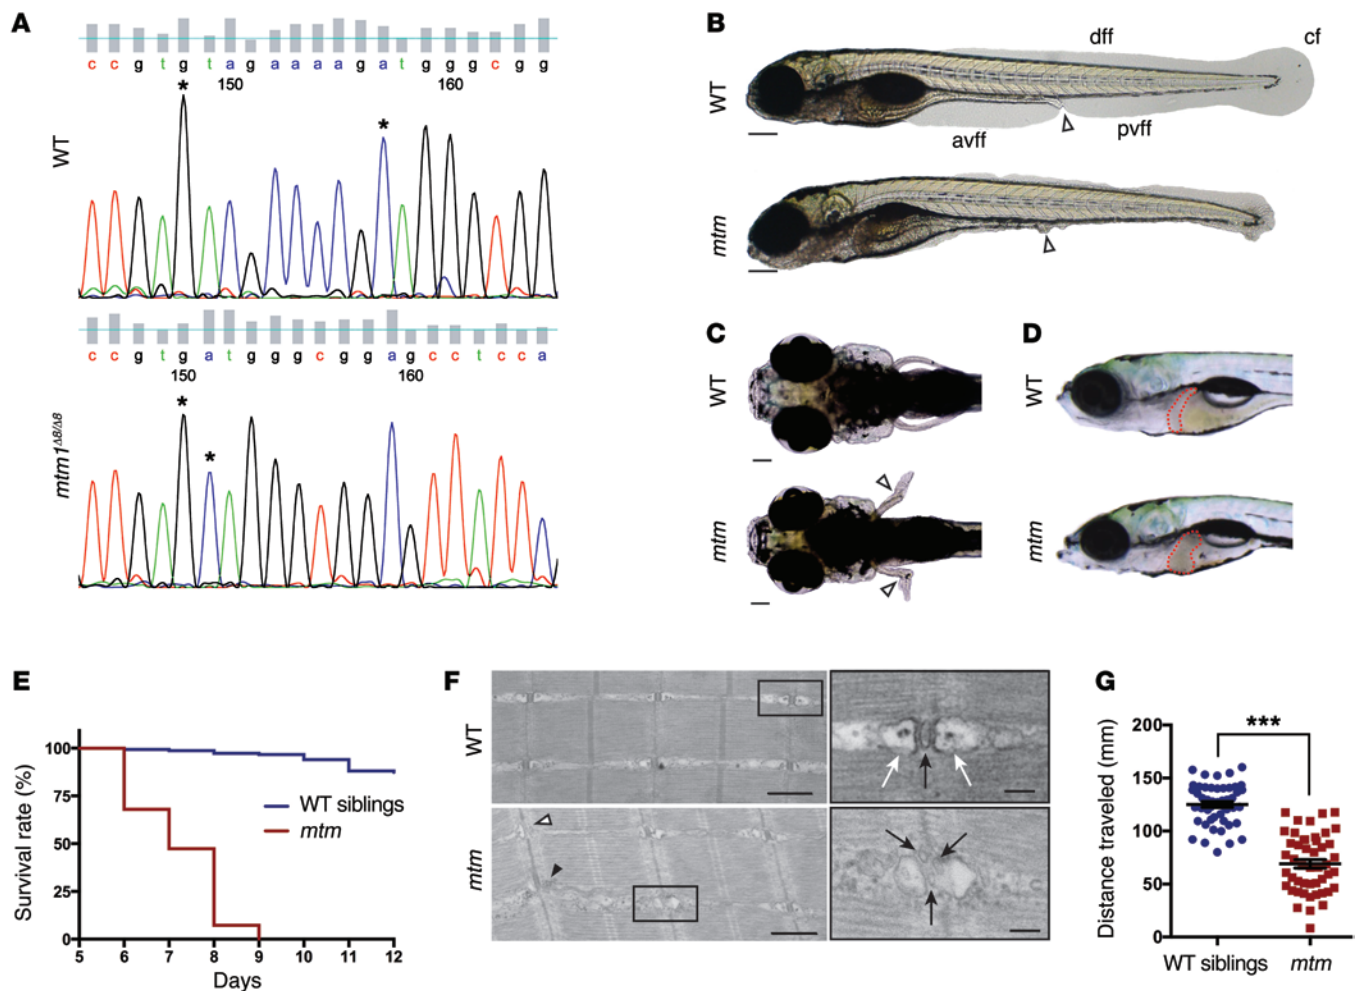 A
WT
c c g t g t a g a a a a g a t g g g c g g
150 160
* *
mtm1Δ8/Δ8
c c g t g a t g g g c g g a g c c t c c a
150 160
* *
B
WT
dff cf
avff pvff
mtm
C
WT
mtm
D
WT
mtm
E
Survival rate (%)
100
75
50
25
0
5 6 7 8 9 10 11 12
Days
WT siblings
mtm
F
WT
mtm
G
Distance traveled (mm)
200
150
100
50
0
***
WT siblings mtm